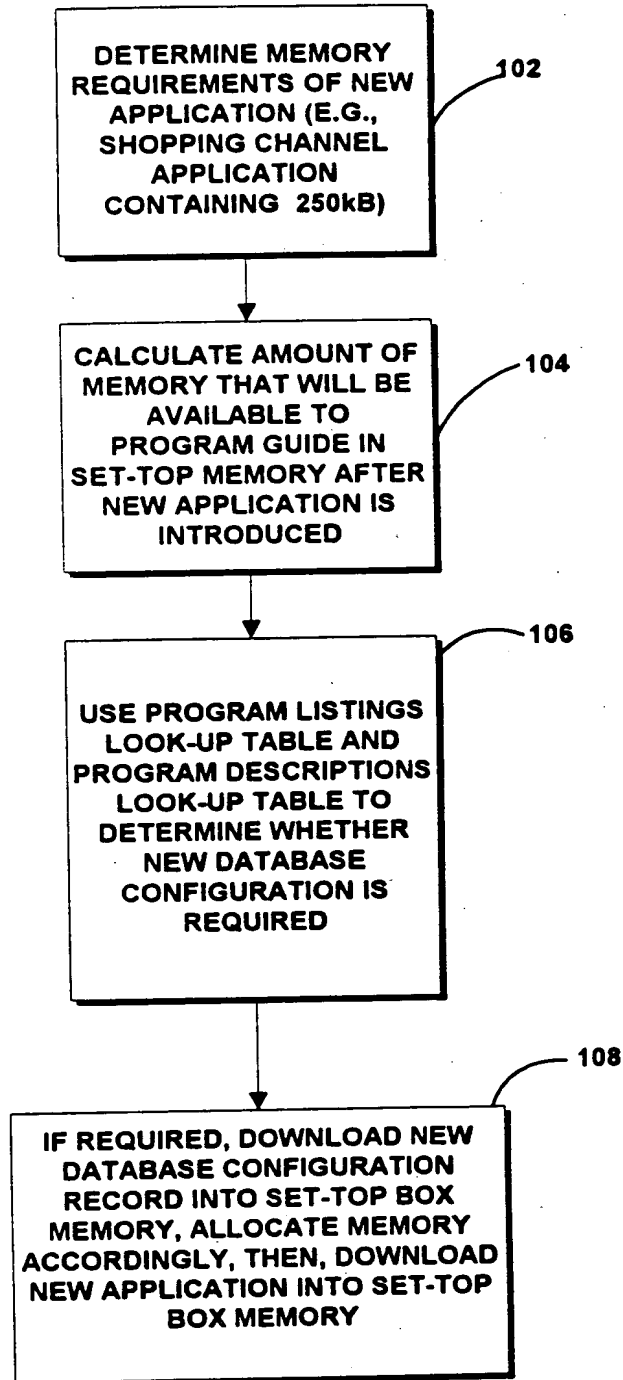 DETERMINE MEMORY
REQUIREMENTS OF NEW
APPLICATION (E.G.,
SHOPPING CHANNEL
APPLICATION
CONTAINING 250kB)
102
CALCULATE AMOUNT OF
MEMORY THAT WILL BE
AVAILABLE TO
PROGRAM GUIDE IN
SET-TOP MEMORY AFTER
NEW APPLICATION IS
INTRODUCED
104
USE PROGRAM LISTINGS
LOOK-UP TABLE AND
PROGRAM DESCRIPTIONS
LOOK-UP TABLE TO
DETERMINE WHETHER
NEW DATABASE
CONFIGURATION IS
REQUIRED
106
IF REQUIRED, DOWNLOAD NEW
DATABASE CONFIGURATION
RECORD INTO SET-TOP BOX
MEMORY, ALLOCATE MEMORY
ACCORDINGLY, THEN, DOWNLOAD
NEW APPLICATION INTO SET-TOP
BOX MEMORY
108